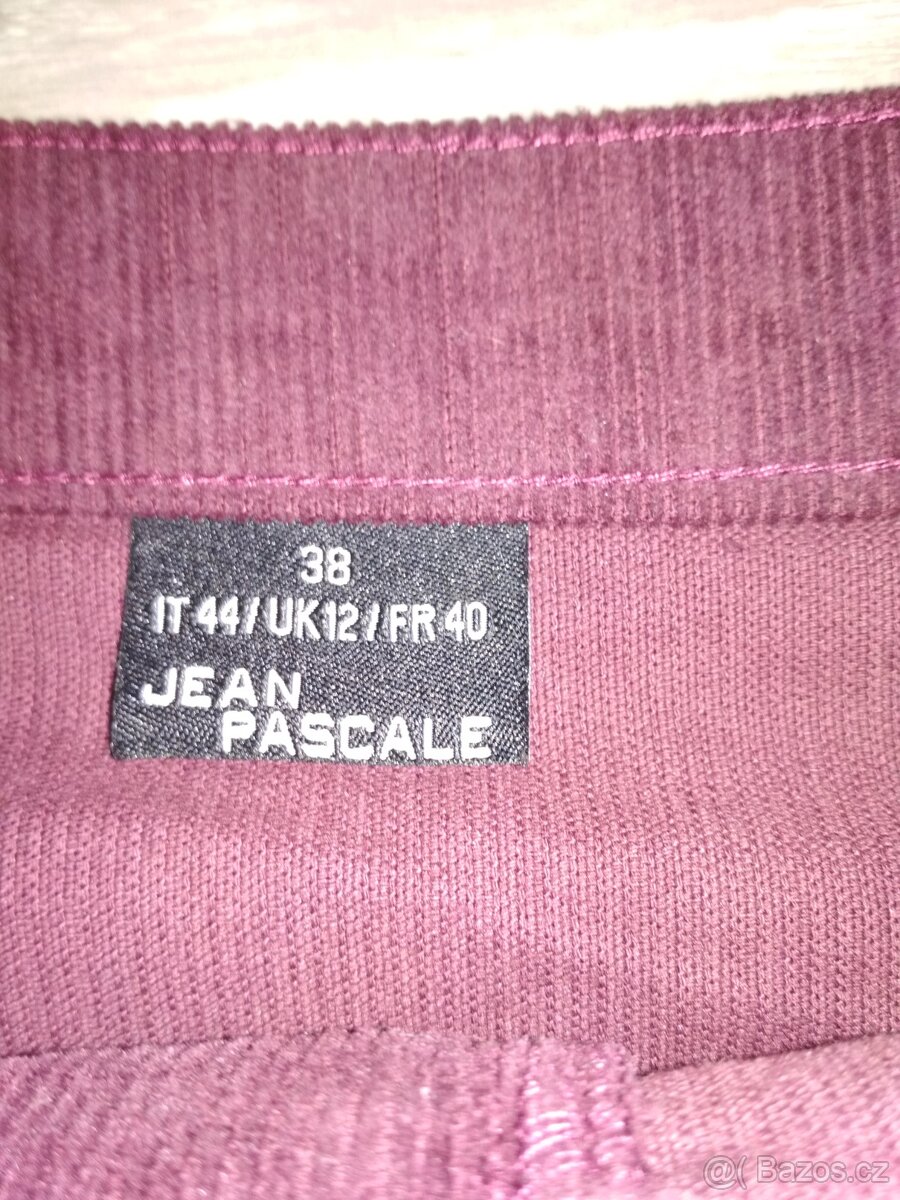 38
IT 44/UK12/FR 40
JEAN
PASCALE
@( Bazos.cz